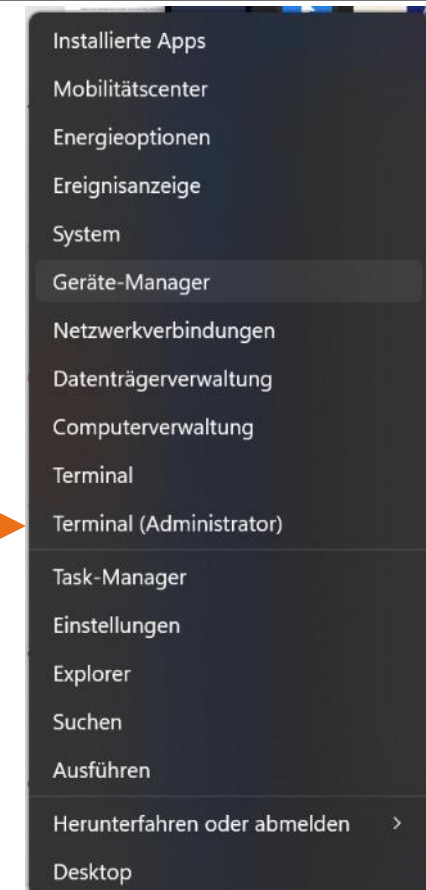 Installierte Apps
Mobilitätscenter
Energieoptionen
Ereignisanzeige
System
Geräte-Manager
Netzwerkverbindungen
Datenträgerverwaltung
Computerverwaltung
Terminal
Terminal (Administrator)
Task-Manager
Einstellungen
Explorer
Suchen
Ausführen
Herunterfahren oder abmelden
Desktop